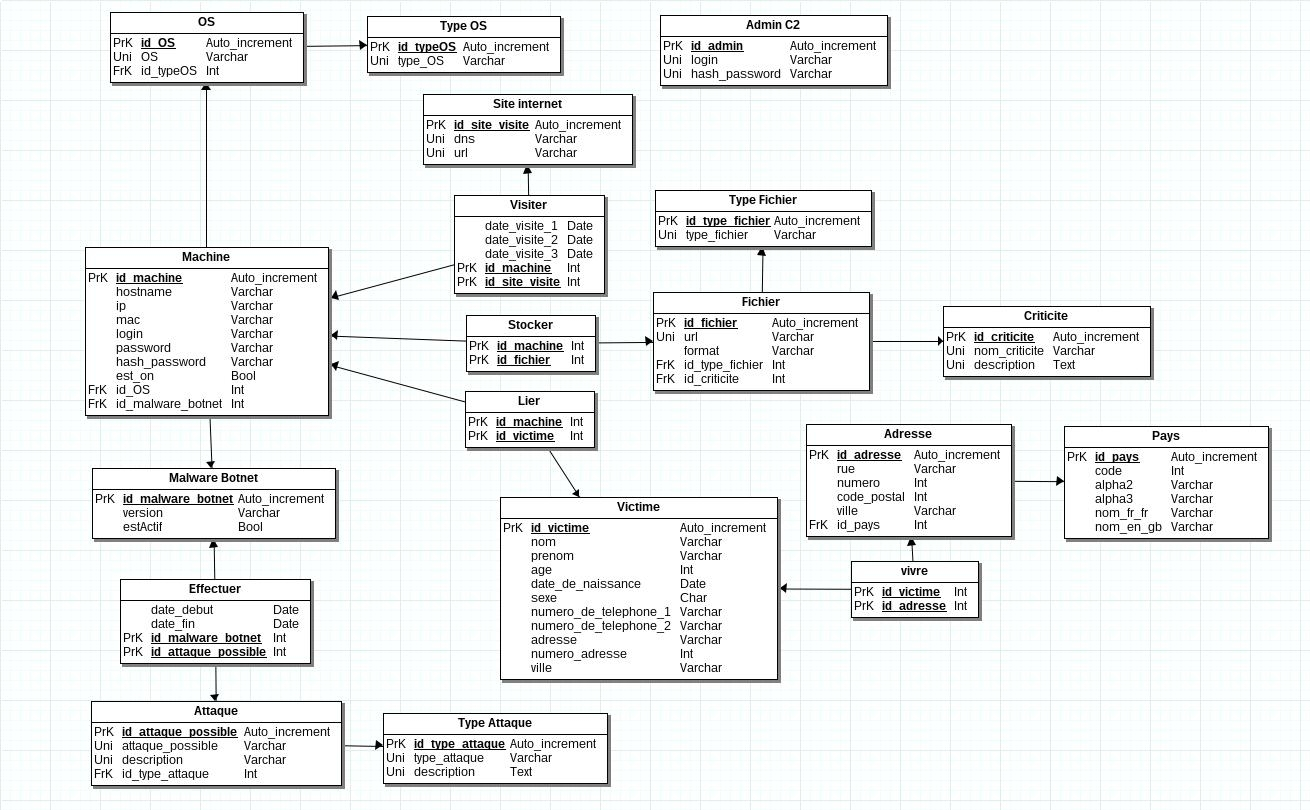 OS
PrK id_OS Auto_increment
Uni OS Varchar
FrK id_typeOS Int
Type OS
PrK id_typeOS Auto_increment
Uni type_OS Varchar
Admin C2
PrK id_admin Auto_increment
Uni login Varchar
Uni hash_password Varchar
Site internet
PrK id_site_visite Auto_increment
Uni dns Varchar
Uni url Varchar
Visiter
date_visite_1 Date
date_visite_2 Date
date_visite_3 Date
PrK id_machine Int
PrK id_site_visite Int
Type Fichier
PrK id_type_fichier Auto_increment
Uni type_fichier Varchar
Machine
PrK id_machine Auto_increment
hostname Varchar
ip Varchar
mac Varchar
login Varchar
password Varchar
hash_password Varchar
est_on Bool
FrK id_OS Int
FrK id_malware_botnet Int
Stocker
PrK id_machine Int
PrK id_fichier Int
Fichier
PrK id_fichier Auto_increment
Uni url Varchar
format Varchar
FrK id_type_fichier Int
FrK id_criticite Int
Criticite
PrK id_criticite Auto_increment
Uni nom_criticite Varchar
Uni description Text
Lier
PrK id_machine Int
PrK id_victime Int
Adresse
PrK id_adresse Auto_increment
rue Varchar
numero Int
code_postal Int
ville Varchar
FrK id_pays Int
Pays
PrK id_pays Auto_increment
code Int
alpha2 Varchar
alpha3 Varchar
nom_fr_fr Varchar
nom_en_gb Varchar
Malware Botnet
PrK id_malware_botnet Auto_increment
version Varchar
estActif Bool
Victime
PrK id_victime Auto_increment
nom Varchar
prenom Varchar
age Int
date_de_naissance Date
sexe Char
numero_de_telephone_1 Varchar
numero_de_telephone_2 Varchar
adresse Varchar
numero_adresse Int
ville Varchar
vivre
PrK id_victime Int
PrK id_adresse Int
Effectuer
date_debut Date
date_fin Date
PrK id_malware_botnet Int
PrK id_attaque_possible Int
Attaque
PrK id_attaque_possible Auto_increment
Uni attaque_possible Varchar
Uni description Varchar
FrK id_type_attaque Int
Type Attaque
PrK id_type_attaque Auto_increment
Uni type_attaque Varchar
Uni description Text